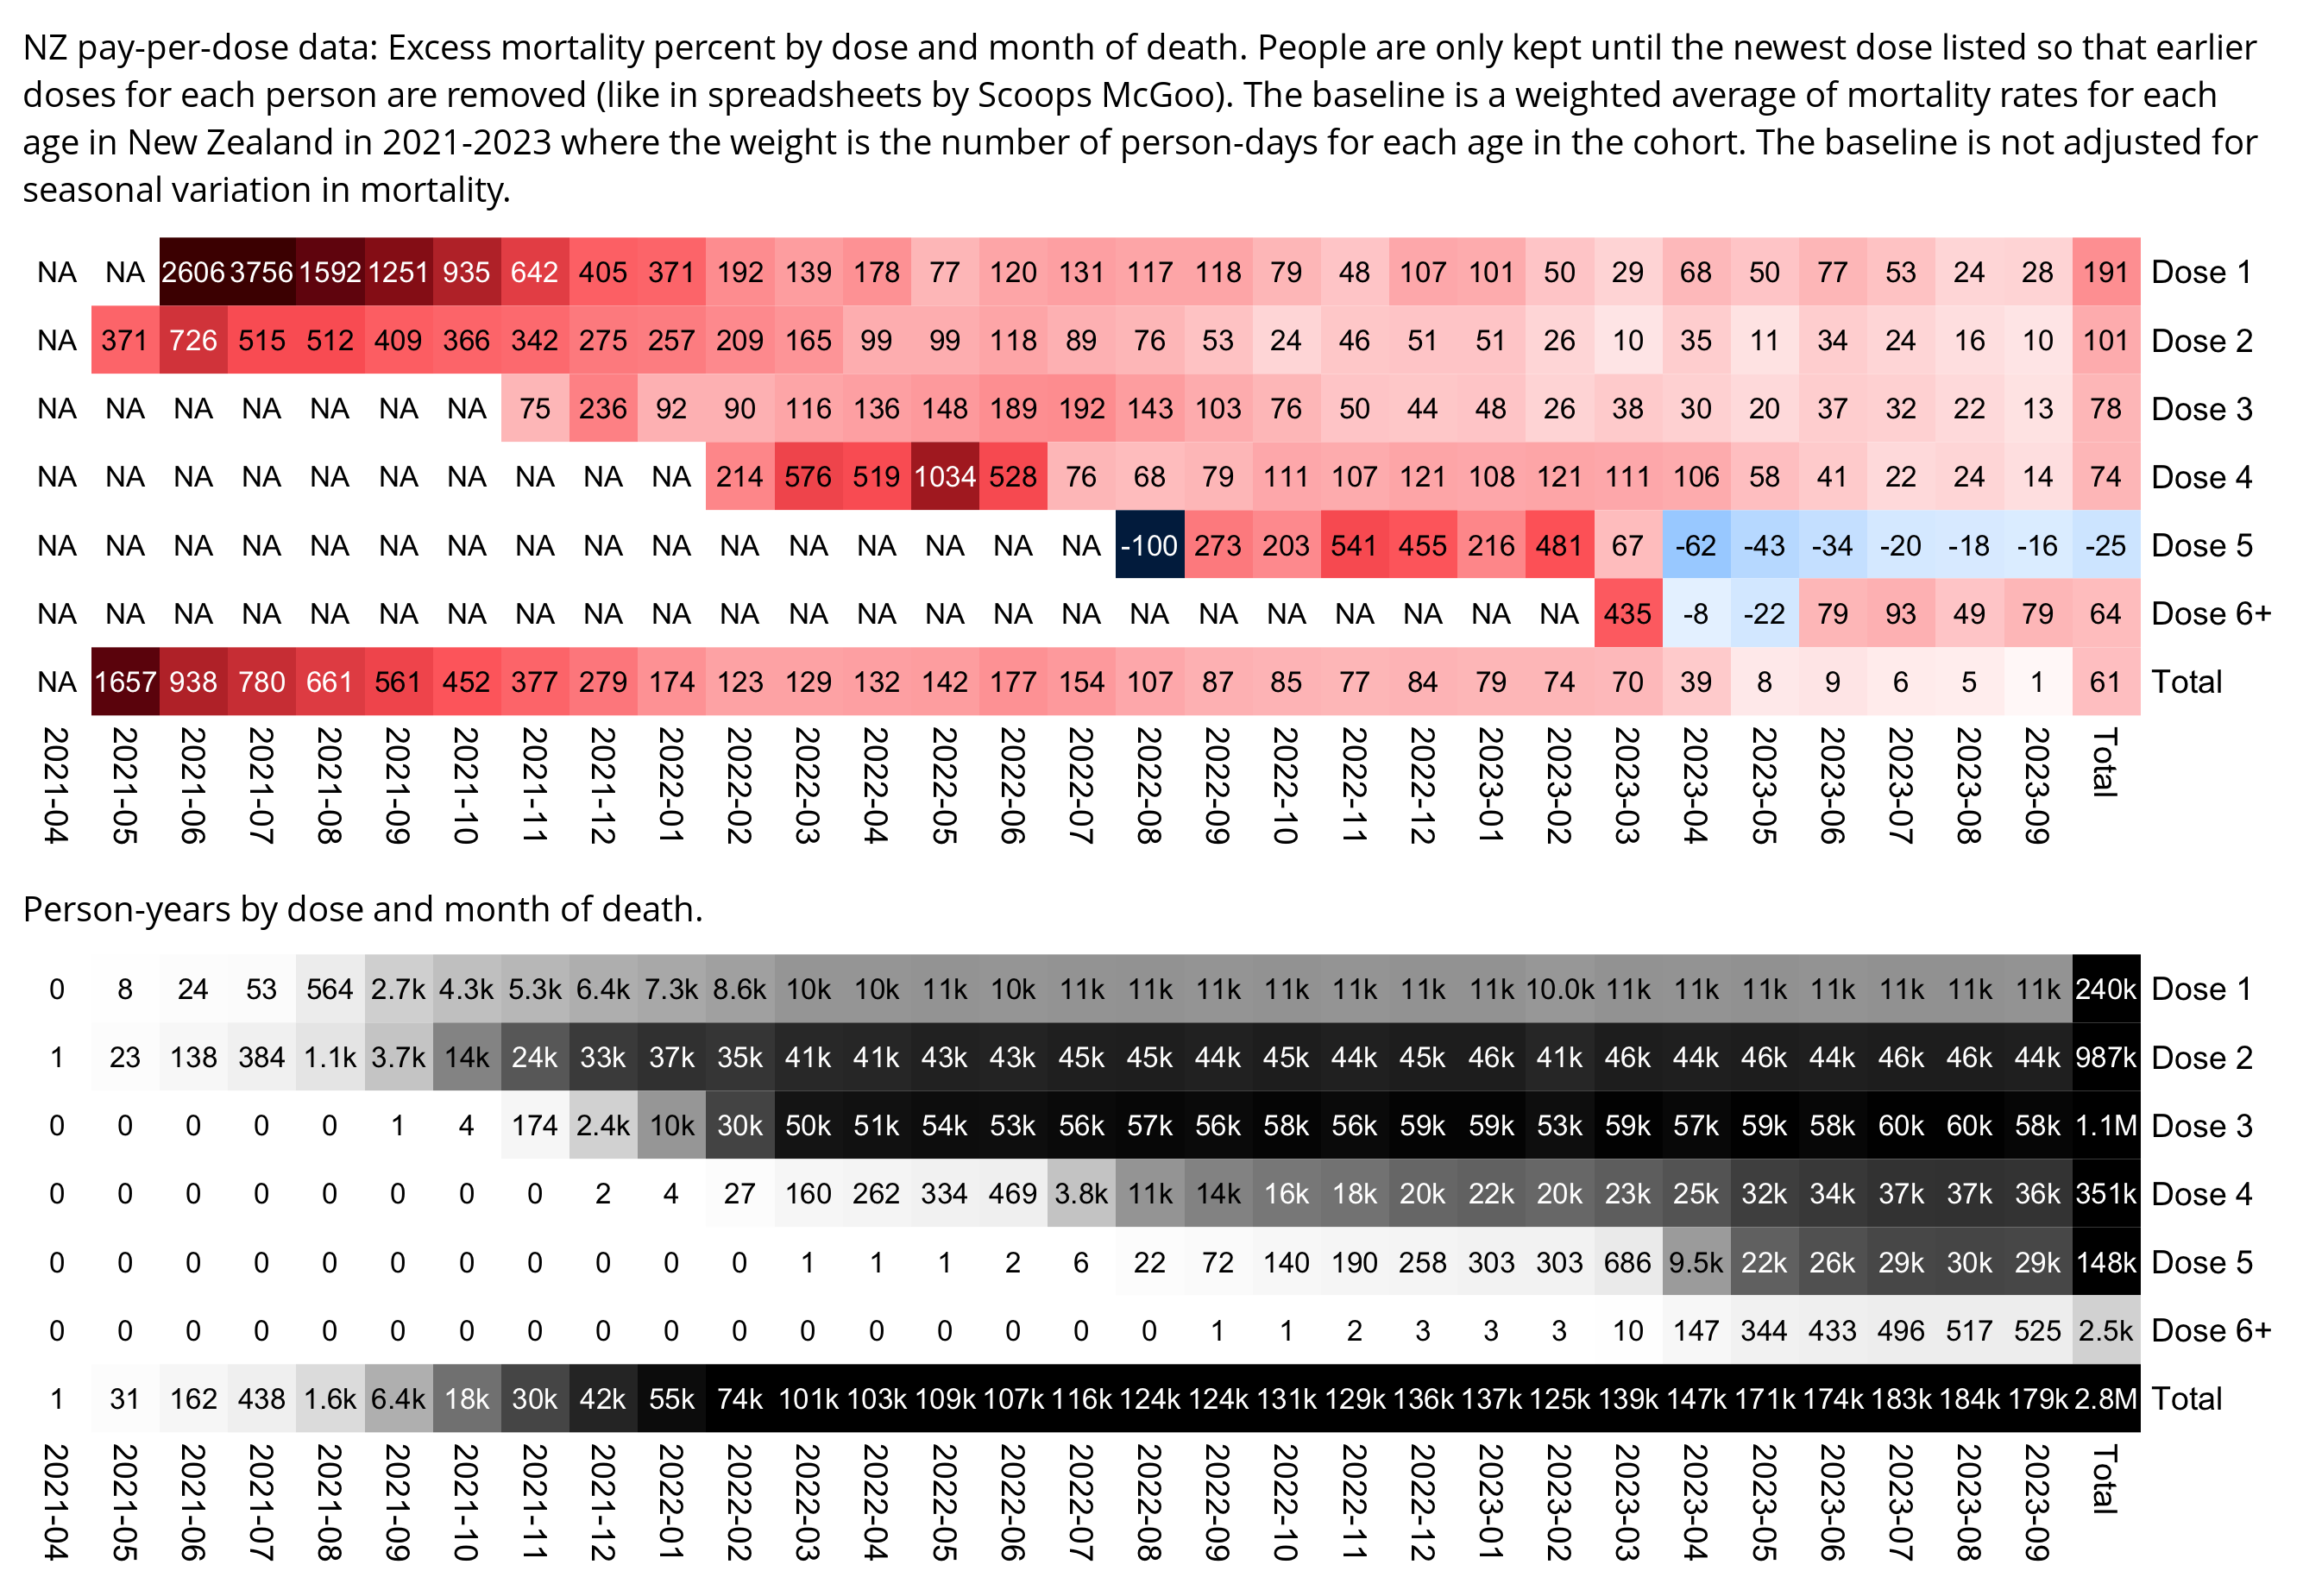 NZ pay-per-dose data: Excess mortality percent by dose and month of death. People are only kept until the newest dose listed so that earlier
doses for each person are removed (like in spreadsheets by Scoops McGoo). The baseline is a weighted average of mortality rates for each
age in New Zealand in 2021-2023 where the weight is the number of person-days for each age in the cohort. The baseline is not adjusted for
seasonal variation in mortality.
NA NA 2606 3756 1592 1251 935 642 405 371 192 139 178 77 120 131 117 118 79 48 107 101 50 29 68 50 77 53 24 28 191 Dose 1
NA 371 726 515 512 409 366 342 275 257 209 165 99 99 118 89 76 53 24 46 51 51 26 10 35 11 34 24 16 10 101 Dose 2
NA NA NA NA NA NA NA 75 236 92 90 116 136 148 189 192 143 103 76 50 44 48 26 38 30 20 37 32 22 13 78 Dose 3
NA NA NA NA NA NA NA NA NA NA 214 576 519 1034 528 76 68 79 111 107 121 108 121 111 106 58 41 22 24 14 74 Dose 4
NA NA NA NA NA NA NA NA NA NA NA NA NA NA NA NA -100 273 203 541 455 216 481 67 -62 -43 -34 -20 -18 -16 -25 Dose 5
NA NA NA NA NA NA NA NA NA NA NA NA NA NA NA NA NA NA NA NA NA NA NA 435 -8 -22 79 93 49 79 64 Dose 6+
NA 1657 938 780 661 561 452 377 279 174 123 129 132 142 177 154 107 87 85 77 84 79 74 70 39 8 9 6 5 1 61 Total
2021-04 2021-05 2021-06 2021-07 2021-08 2021-09 2021-10 2021-11 2021-12 2022-01 2022-02 2022-03 2022-04 2022-05 2022-06 2022-07 2022-08 2022-09 2022-10 2022-11 2022-12 2023-01 2023-02 2023-03 2023-04 2023-05 2023-06 2023-07 2023-08 2023-09 Total
Person-years by dose and month of death.
0 8 24 53 564 2.7k 4.3k 5.3k 6.4k 7.3k 8.6k 10k 10k 11k 10k 11k 11k 11k 11k 11k 11k 11k 10.0k 11k 11k 11k 11k 11k 11k 11k 240k Dose 1
1 23 138 384 1.1k 3.7k 14k 24k 33k 37k 35k 41k 41k 43k 43k 45k 45k 44k 45k 44k 45k 46k 41k 46k 44k 46k 44k 46k 46k 44k 987k Dose 2
0 0 0 0 0 1 4 174 2.4k 10k 30k 50k 51k 54k 53k 56k 57k 56k 58k 56k 59k 59k 53k 59k 57k 59k 58k 60k 60k 58k 1.1M Dose 3
0 0 0 0 0 0 0 0 2 4 27 160 262 334 469 3.8k 11k 14k 16k 18k 20k 22k 20k 23k 25k 32k 34k 37k 37k 36k 351k Dose 4
0 0 0 0 0 0 0 0 0 0 0 1 1 1 2 6 22 72 140 190 258 303 303 686 9.5k 22k 26k 29k 30k 29k 148k Dose 5
0 0 0 0 0 0 0 0 0 0 0 0 0 0 0 0 0 1 1 2 3 3 3 10 147 344 433 496 517 525 2.5k Dose 6+
1 31 162 438 1.6k 6.4k 18k 30k 42k 55k 74k 101k 103k 109k 107k 116k 124k 124k 131k 129k 136k 137k 125k 139k 147k 171k 174k 183k 184k 179k 2.8M Total
2021-04 2021-05 2021-06 2021-07 2021-08 2021-09 2021-10 2021-11 2021-12 2022-01 2022-02 2022-03 2022-04 2022-05 2022-06 2022-07 2022-08 2022-09 2022-10 2022-11 2022-12 2023-01 2023-02 2023-03 2023-04 2023-05 2023-06 2023-07 2023-08 2023-09 Total